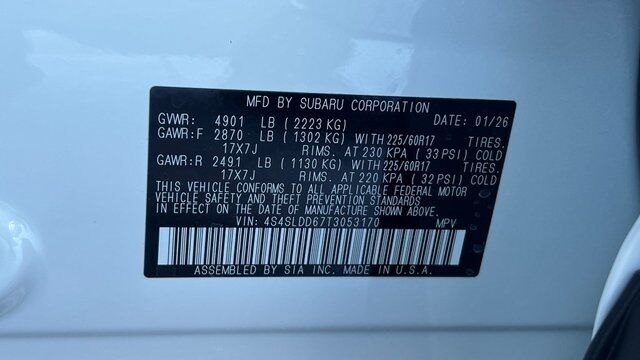 MFD BY SUBARU CORPORATION
GVWR: 4901 LB (2223 KG) DATE: 01/26
GAWR:F 2870 LB (1302 KG) WITH 225/60R17 TIRES.
17X7J RIMS. AT 230 KPA (33 PSI) COLD
GAWR:R 2491 LB (1130 KG) WITH 225/60R17 TIRES.
17X7J RIMS. AT 220 KPA (32 PSI) COLD
THIS VEHICLE CONFORMS TO ALL APPLICABLE FEDERAL MOTOR
VEHICLE SAFETY AND THEFT PREVENTION STANDARDS
IN EFFECT ON THE DATE OF MANUFACTURE SHOWN ABOVE.
VIN: 4S4SLDD67T3053170 MPV
ASSEMBLED BY SIA INC. MADE IN U.S.A.